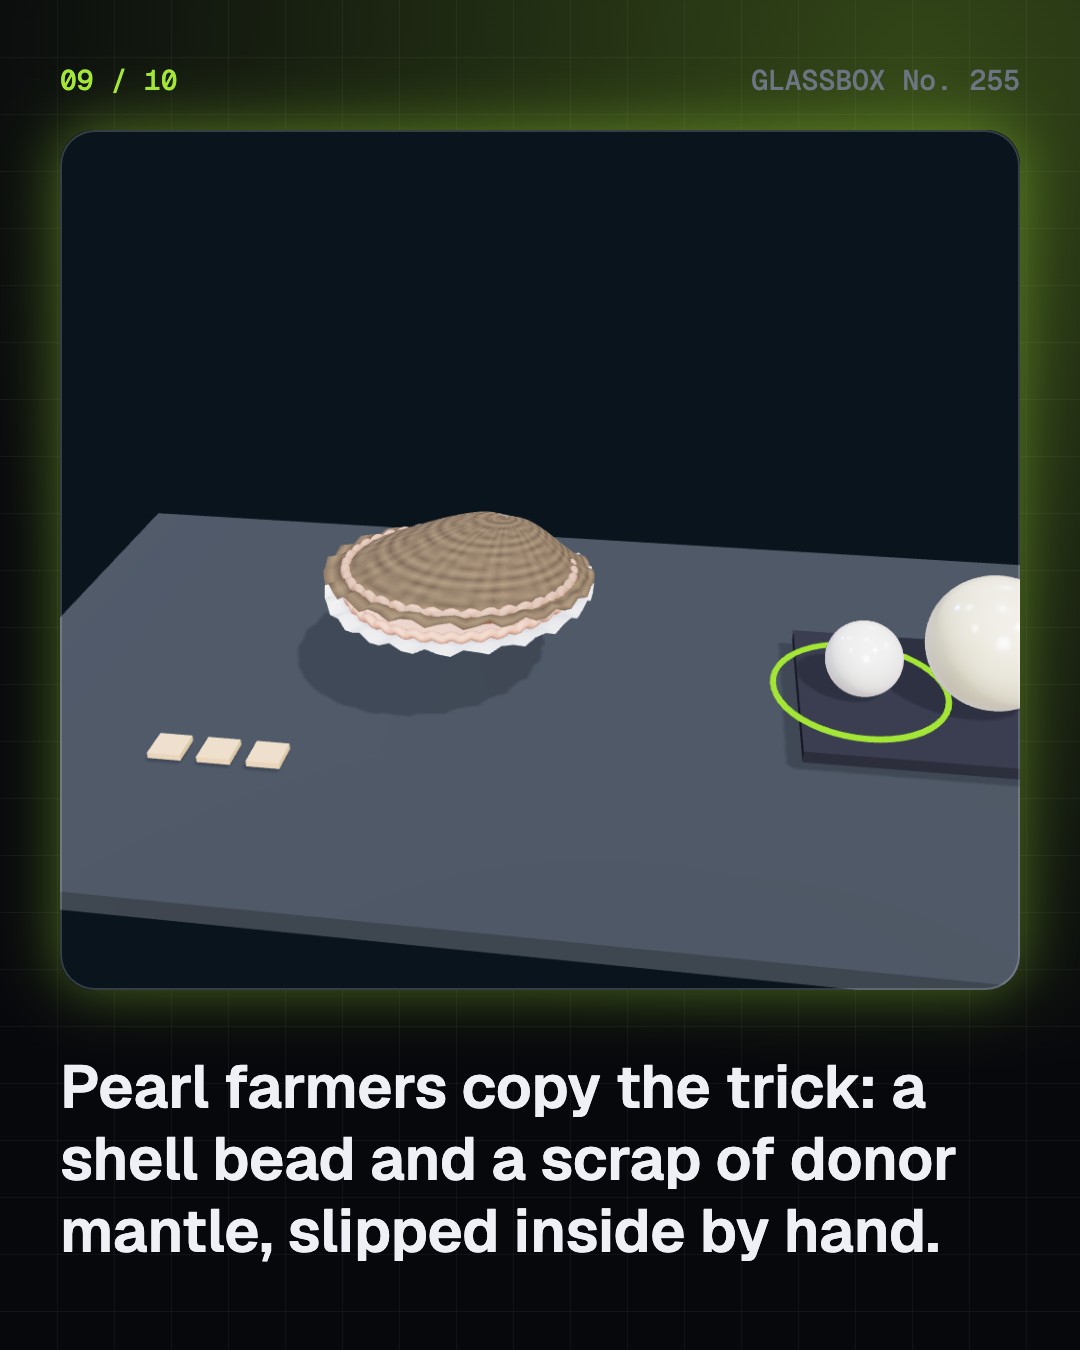 09 / 10
GLASSBOX No. 255
Pearl farmers copy the trick: a
shell bead and a scrap of donor
mantle, slipped inside by hand.